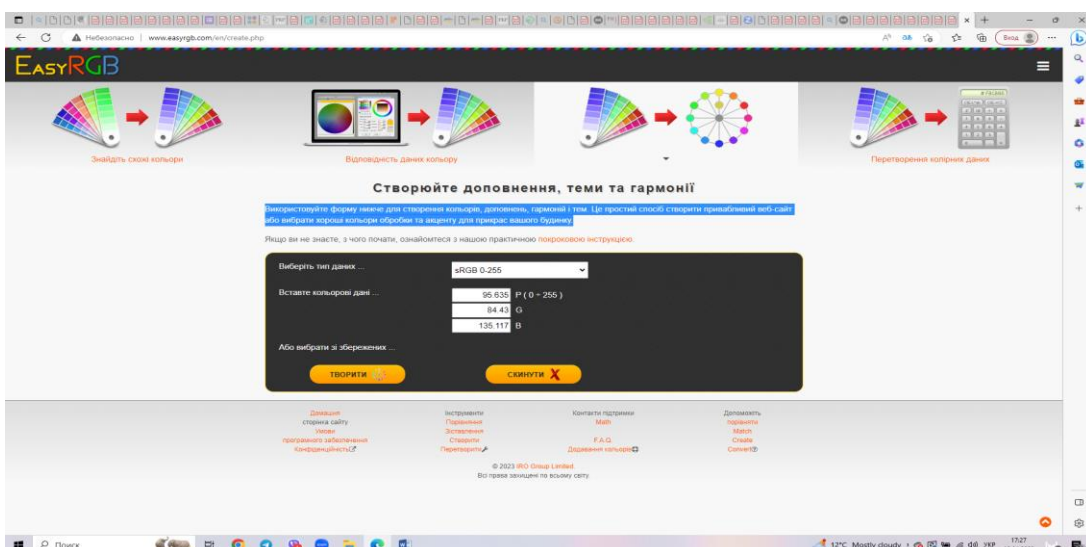 Небезопасно | www.easyrgb.com/en/create.php
Вход
EasyRGB
Знайдіть схожі кольори
Відповідність даних кольору
Перетворення колірних даних
Створюйте доповнення, теми та гармонії
Використовуйте форму нижче для створення кольорів, доповнень, гармоній і тем. Це простий спосіб створити привабливий веб-сайт
або вибрати хороші кольори обробки та акценту для прикрас вашого будинку.
Якщо ви не знаєте, з чого почати, ознайомтеся з нашою практичною покроковою інструкцією.
Виберіть тип даних ...
sRGB 0-255
Вставте кольорові дані ...
95.635 Р ( 0 ÷ 255 )
84.43 G
135.117 B
Або вибрати зі збережених ...
ТВОРИТИ
СКИНУТИ
Домашня
сторінка сайту
Умови
програмного забезпечення
Конфіденційність
Інструменти
Порівняння
Зіставлення
Створити
Перетворити
Контакти підтримки
Math
F.A.Q.
Додавання кольорів
Допоможіть
порівняти
Match
Create
Convert
© 2023 IRO Group Limited
Всі права захищені по всьому світу
Поиск
12°C Mostly cloudy
УКР
17:27